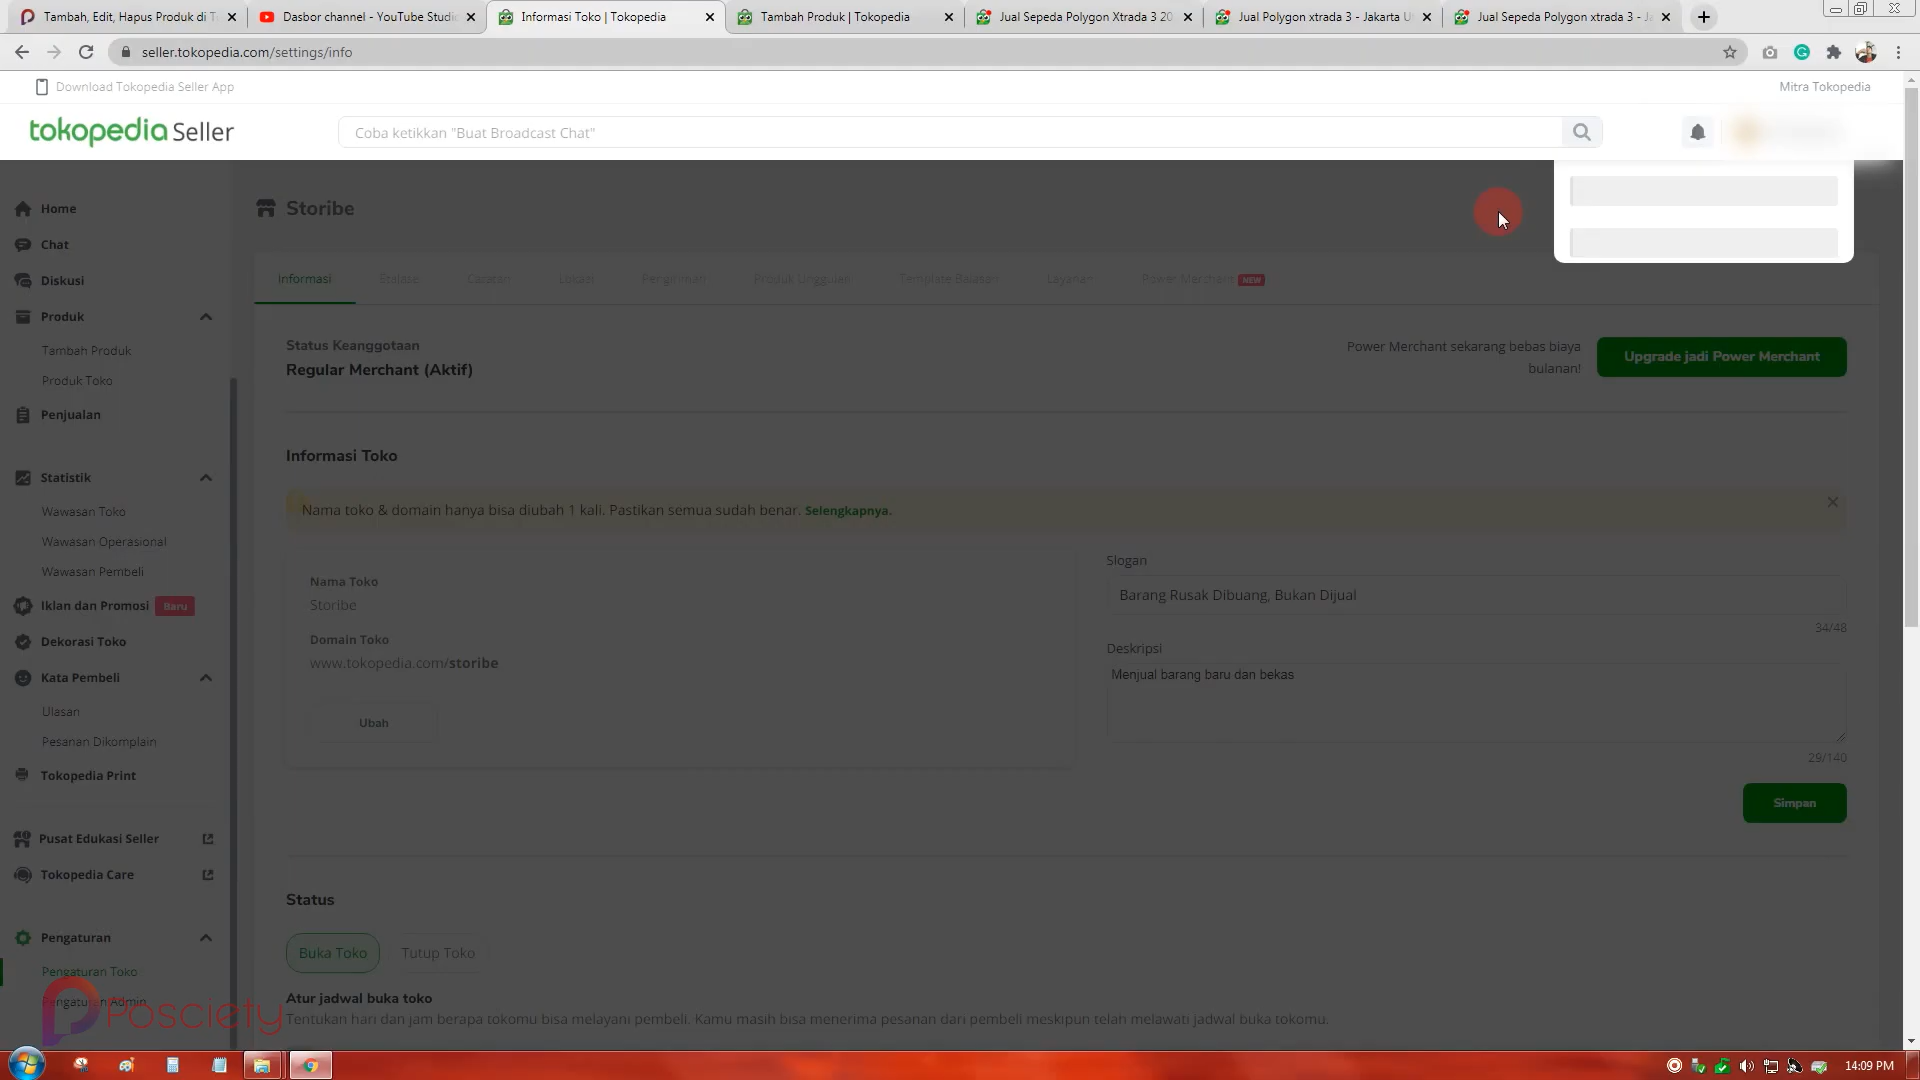 Tambah, Edit, Hapus Produk di T
Dasbor channel - YouTube Studi
Informasi Toko | Tokopedia
Tambah Produk | Tokopedia
Jual Sepeda Polygon Xtrada 3 20
Jual Polygon xtrada 3 - Jakarta U
Jual Sepeda Polygon xtrada 3 - J
seller.tokopedia.com/settings/info
Download Tokopedia Seller App
Mitra Tokopedia
tokopedia Seller
Coba ketikkan "Buat Broadcast Chat"
Home
Chat
Diskusi
Produk
Tambah Produk
Produk Toko
Penjualan
Statistik
Wawasan Toko
Wawasan Operasional
Wawasan Pembeli
Iklan dan Promosi Baru
Dekorasi Toko
Kata Pembeli
Ulasan
Pesanan Dikomplain
Tokopedia Print
Pusat Edukasi Seller
Tokopedia Care
Pengaturan
Pengaturan Toko
Pengaturan Admin
Posciety
Storibe
Informasi Etalase Catatan Lokasi Pengiriman Produk Unggulan Template Balasan Layanan Power Merchant NEW
Status Keanggotaan
Regular Merchant (Aktif)
Power Merchant sekarang bebas biaya
bulanan!
Upgrade jadi Power Merchant
Informasi Toko
Nama toko & domain hanya bisa diubah 1 kali. Pastikan semua sudah benar. Selengkapnya.
Nama Toko
Storibe
Domain Toko
www.tokopedia.com/storibe
Ubah
Slogan
Barang Rusak Dibuang, Bukan Dijual
34/48
Deskripsi
Menjual barang baru dan bekas
29/140
Simpan
Status
Buka Toko
Tutup Toko
Atur jadwal buka toko
Tentukan hari dan jam berapa tokomu bisa melayani pembeli. Kamu masih bisa menerima pesanan dari pembeli meskipun telah melawati jadwal buka tokomu.
14:09 PM